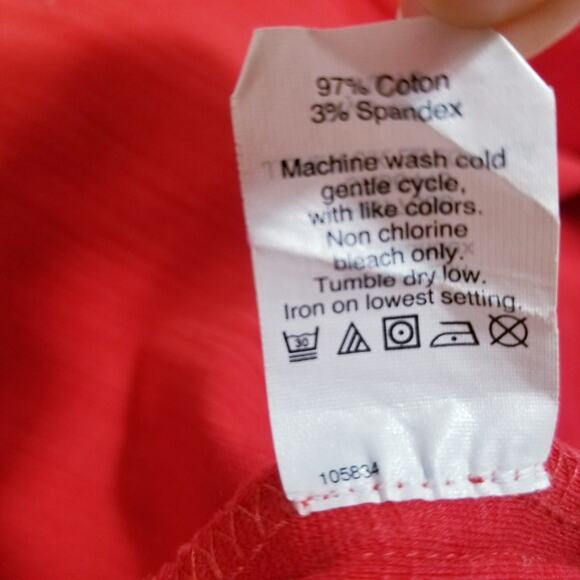 97% Coton
3% Spandex
Machine wash cold
gentle cycle,
with like colors.
Non chlorine
bleach only.
Tumble dry low.
Iron on lowest setting.
30
105834